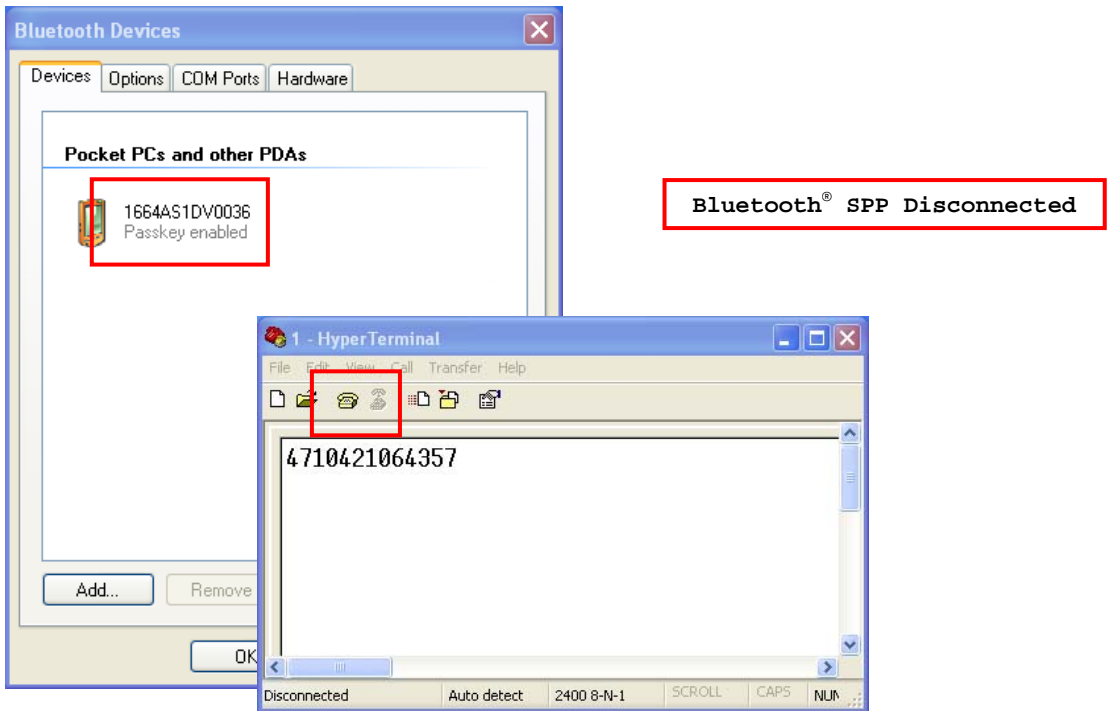 Bluetooth Devices
Devices Options COM Ports Hardware
Pocket PCs and other PDAs
1664AS1DV0036
Passkey enabled
Add... Remove
OK
Bluetooth® SPP Disconnected
1 - HyperTerminal
File Edit View Call Transfer Help
4710421064357
Disconnected Auto detect 2400 8-N-1 SCROLL CAPS NUM